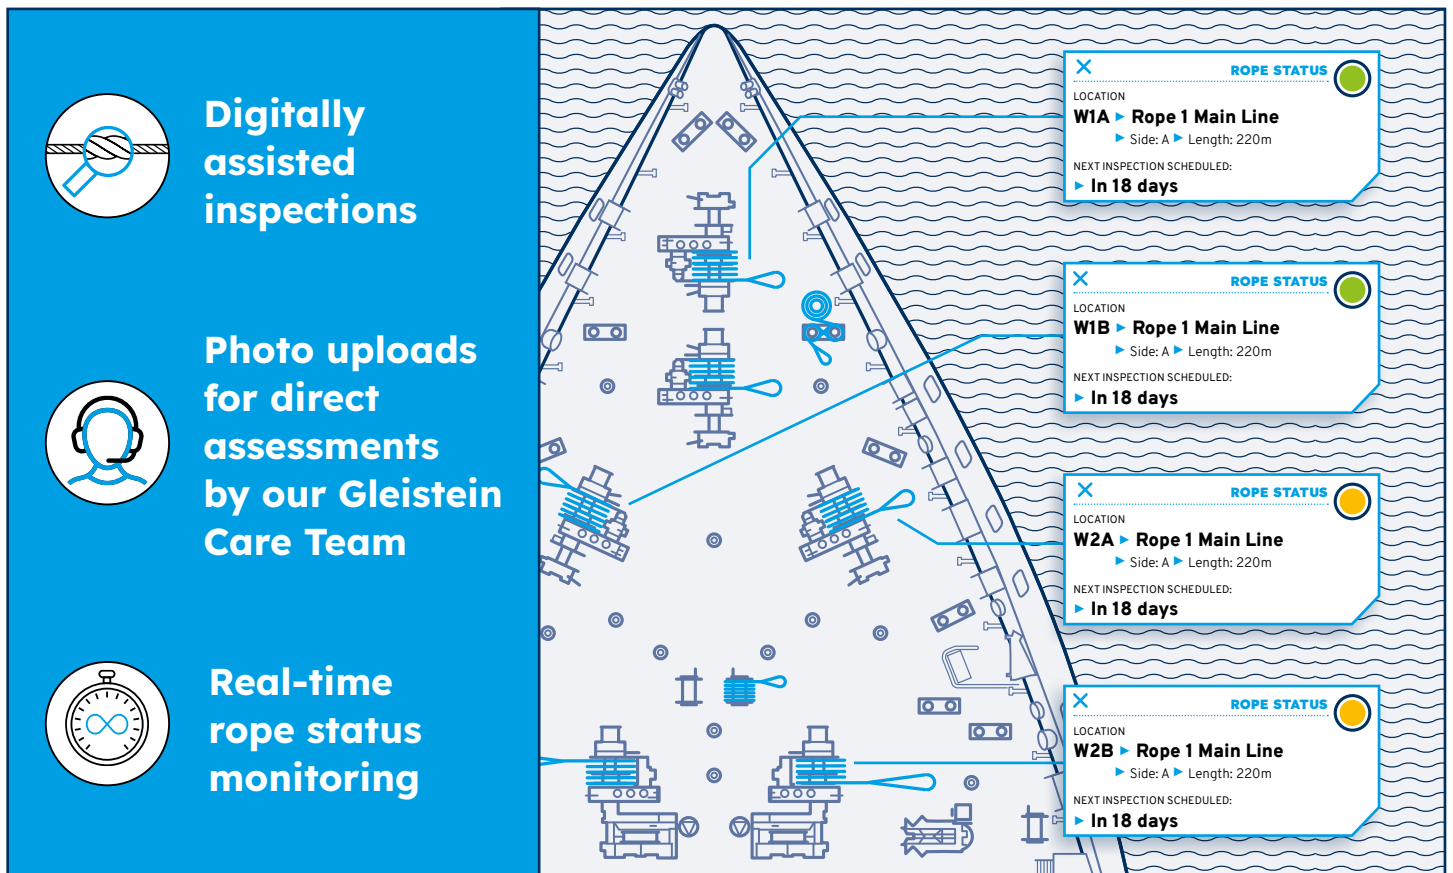 Digitally
assisted
inspections
Photo uploads
for direct
assessments
by our Gleistein
Care Team
Real-time
rope status
monitoring
ROPE STATUS
LOCATION
W1A ▸ Rope 1 Main Line
▸ Side: A ▸ Length: 220m
NEXT INSPECTION SCHEDULED:
▸ In 18 days
ROPE STATUS
LOCATION
W1B ▸ Rope 1 Main Line
▸ Side: A ▸ Length: 220m
NEXT INSPECTION SCHEDULED:
▸ In 18 days
ROPE STATUS
LOCATION
W2A ▸ Rope 1 Main Line
▸ Side: A ▸ Length: 220m
NEXT INSPECTION SCHEDULED:
▸ In 18 days
ROPE STATUS
LOCATION
W2B ▸ Rope 1 Main Line
▸ Side: A ▸ Length: 220m
NEXT INSPECTION SCHEDULED:
▸ In 18 days